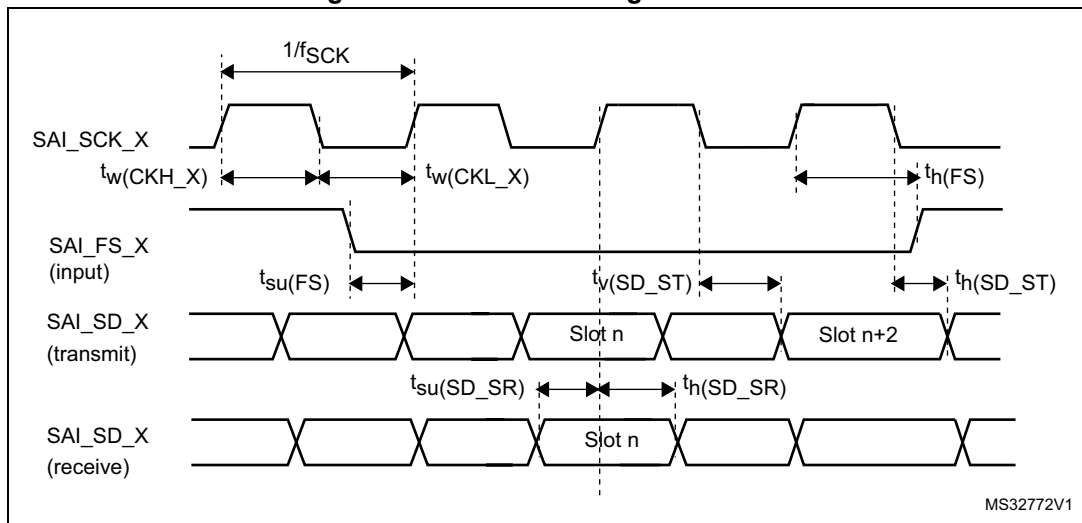 1/fSCK
SAI_SCK_X
tw(CKH_X)
tw(CKL_X)
th(FS)
SAI_FS_X
(input)
tsu(FS)
tv(SD_ST)
th(SD_ST)
SAI_SD_X
(transmit)
Slot n
Slot n+2
tsu(SD_SR)
th(SD_SR)
SAI_SD_X
(receive)
Slot n
MS32772V1